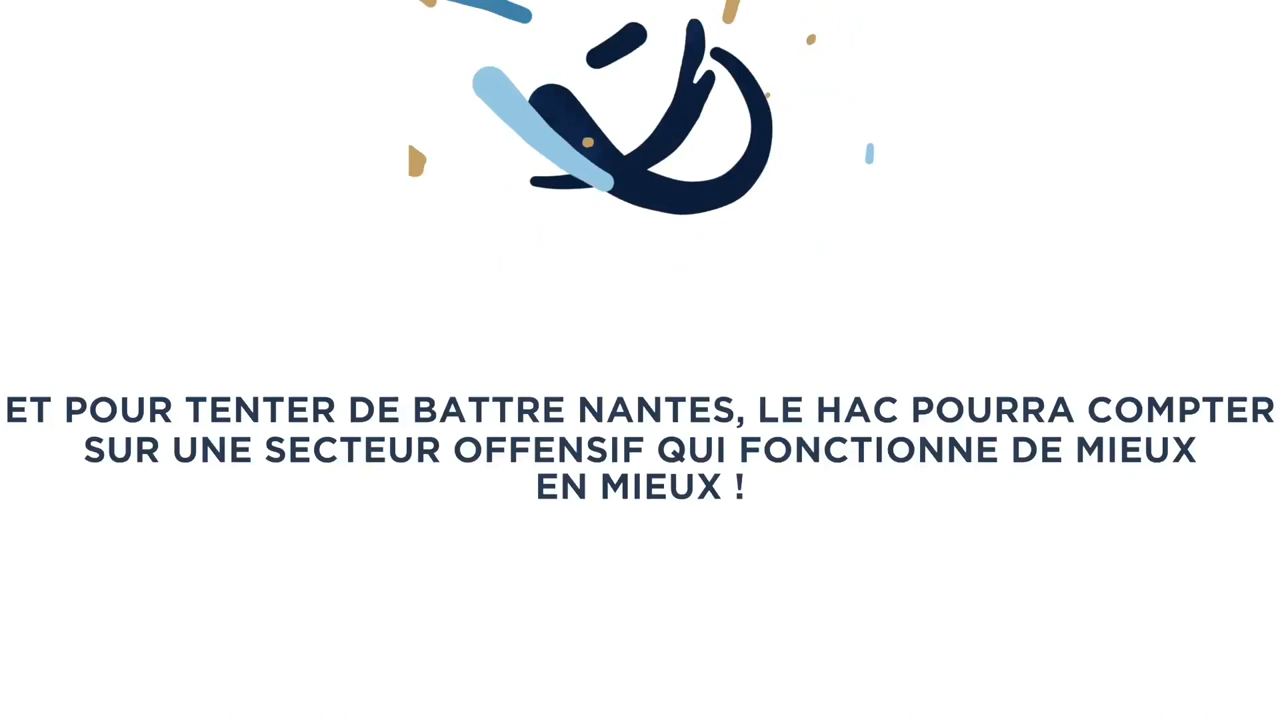 ET POUR TENTER DE BATTRE NANTES, LE HAC POURRA COMPTER
SUR UNE SECTEUR OFFENSIF QUI FONCTIONNE DE MIEUX
EN MIEUX !